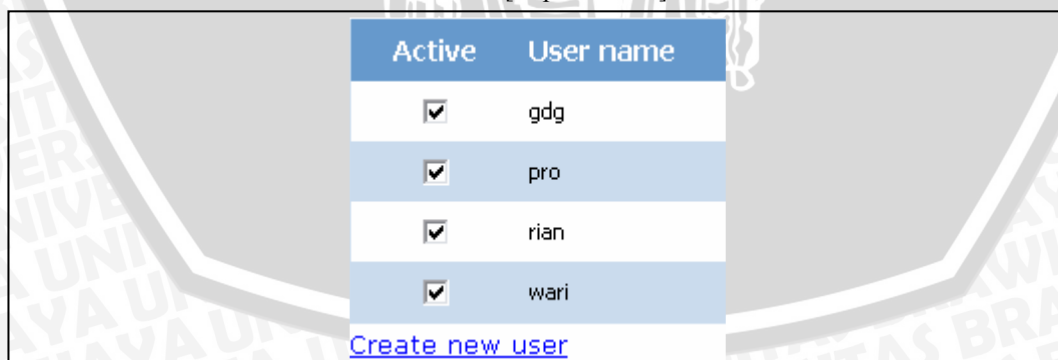 Active User name
gdg
pro
rian
wari
Create new user